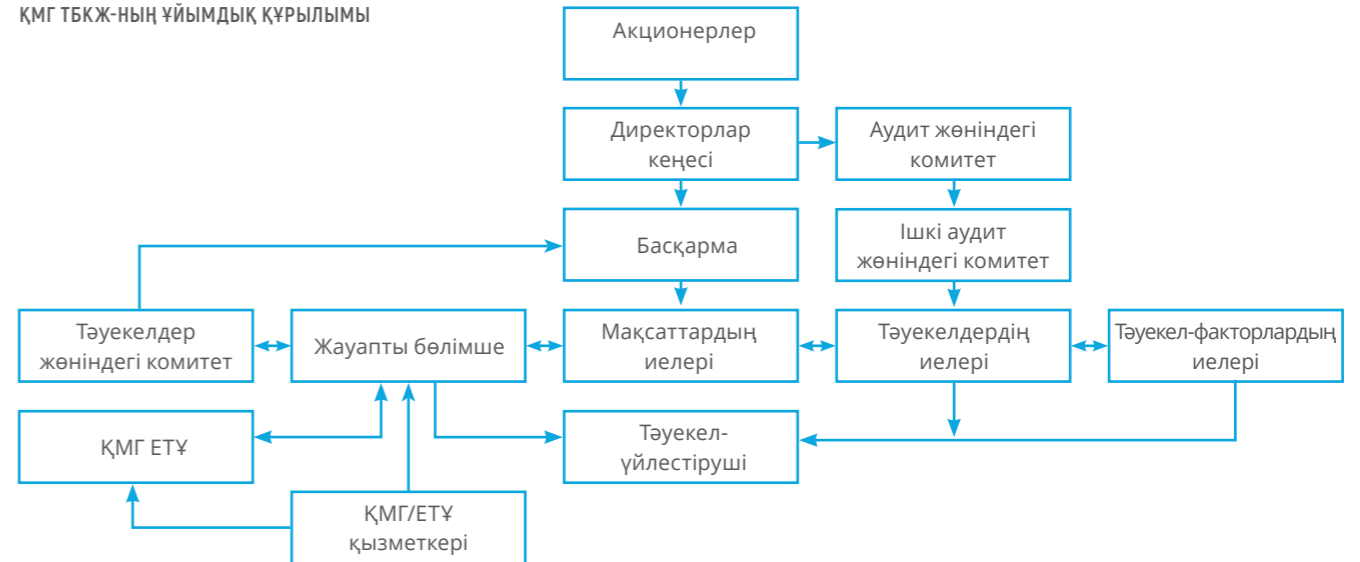 ҚМГ ТБКЖ-НЫҢ ҰЙЫМДЫҚ ҚҰРЫЛЫМЫ
Акционерлер
Директорлар
кеңесі
Аудит жөніндегі
комитет
Басқарма
Ішкі аудит
жөніндегі комитет
Тәуекелдер
жөніндегі комитет
Жауапты бөлімше
Мақсаттардың
иелері
Тәуекелдердің
иелері
Тәуекел-факторлардың
иелері
ҚМГ ЕТҰ
Тәуекел-
үйлестіруші
ҚМГ/ЕТҰ
қызметкері